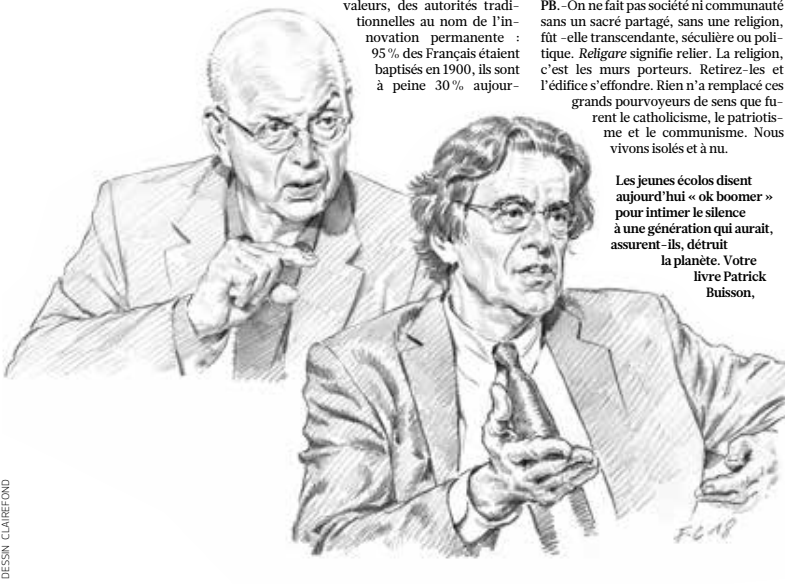 valeurs, des autorités tradi-
tionnelles au nom de l'in-
novation permanente :
95 % des Français étaient
baptisés en 1900, ils sont
à peine 30 % aujour-
PB.-On ne fait pas société ni communauté
sans un sacré partagé, sans une religion,
fût -elle transcendante, séculière ou poli-
tique. Religare signifie relier. La religion,
c'est les murs porteurs. Retirez-les et
l'édifice s'effondre. Rien n'a remplacé ces
grands pourvoyeurs de sens que fu-
rent le catholicisme, le patriotis-
me et le communisme. Nous
vivons isolés et à nu.
Les jeunes écolos disent
aujourd'hui « ok boomer »
pour intimer le silence
à une génération qui aurait,
assurent-ils, détruit
la planète. Votre
livre Patrick
Buisson,
DESSIN CLAIREFOND